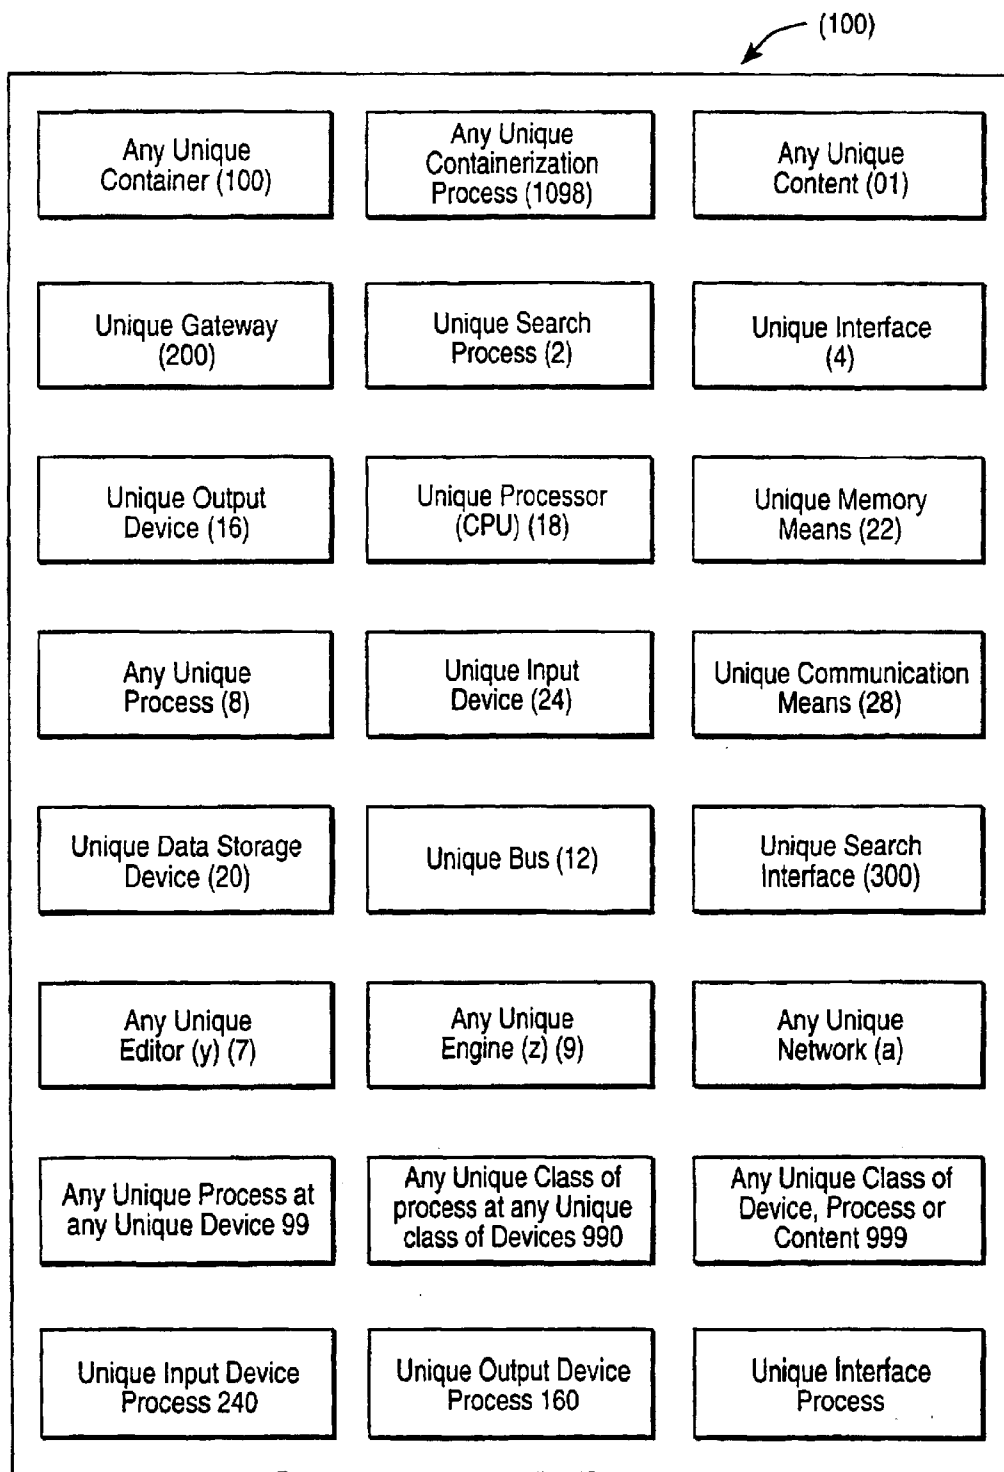 (100)
Any Unique
Container (100)
Any Unique
Containerization
Process (1098)
Any Unique
Content (01)
Unique Gateway
(200)
Unique Search
Process (2)
Unique Interface
(4)
Unique Output
Device (16)
Unique Processor
(CPU) (18)
Unique Memory
Means (22)
Any Unique
Process (8)
Unique Input
Device (24)
Unique Communication
Means (28)
Unique Data Storage
Device (20)
Unique Bus (12)
Unique Search
Interface (300)
Any Unique
Editor (y) (7)
Any Unique
Engine (z) (9)
Any Unique
Network (a)
Any Unique Process at
any Unique Device 99
Any Unique Class of
process at any Unique
class of Devices 990
Any Unique Class of
Device, Process or
Content 999
Unique Input Device
Process 240
Unique Output Device
Process 160
Unique Interface
Process